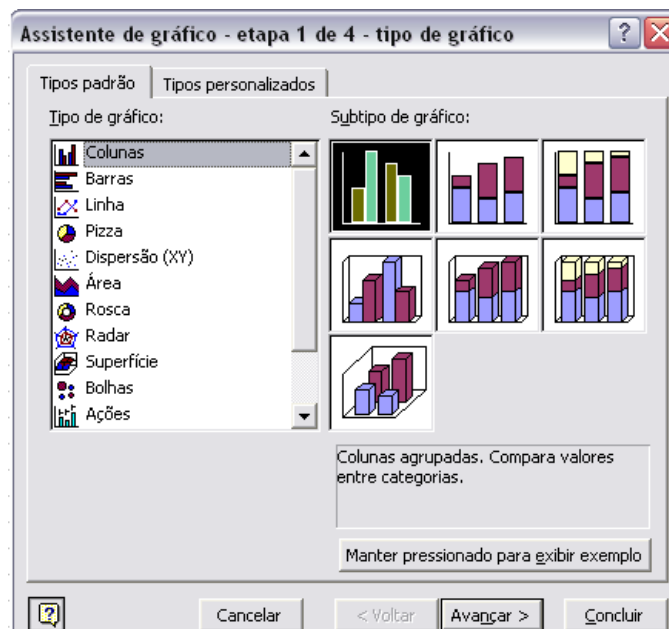 Assistente de gráfico - etapa 1 de 4 - tipo de gráfico
?
X
Tipos padrão
Tipos personalizados
Tipo de gráfico:
Colunas
Barras
Linha
Pizza
Dispersão (XY)
Área
Rosca
Radar
Superfície
Bolhas
Ações
Subtipo de gráfico:
Colunas agrupadas. Compara valores
entre categorias.
Manter pressionado para exibir exemplo
?
Cancelar
< Voltar
Avançar >
Concluir